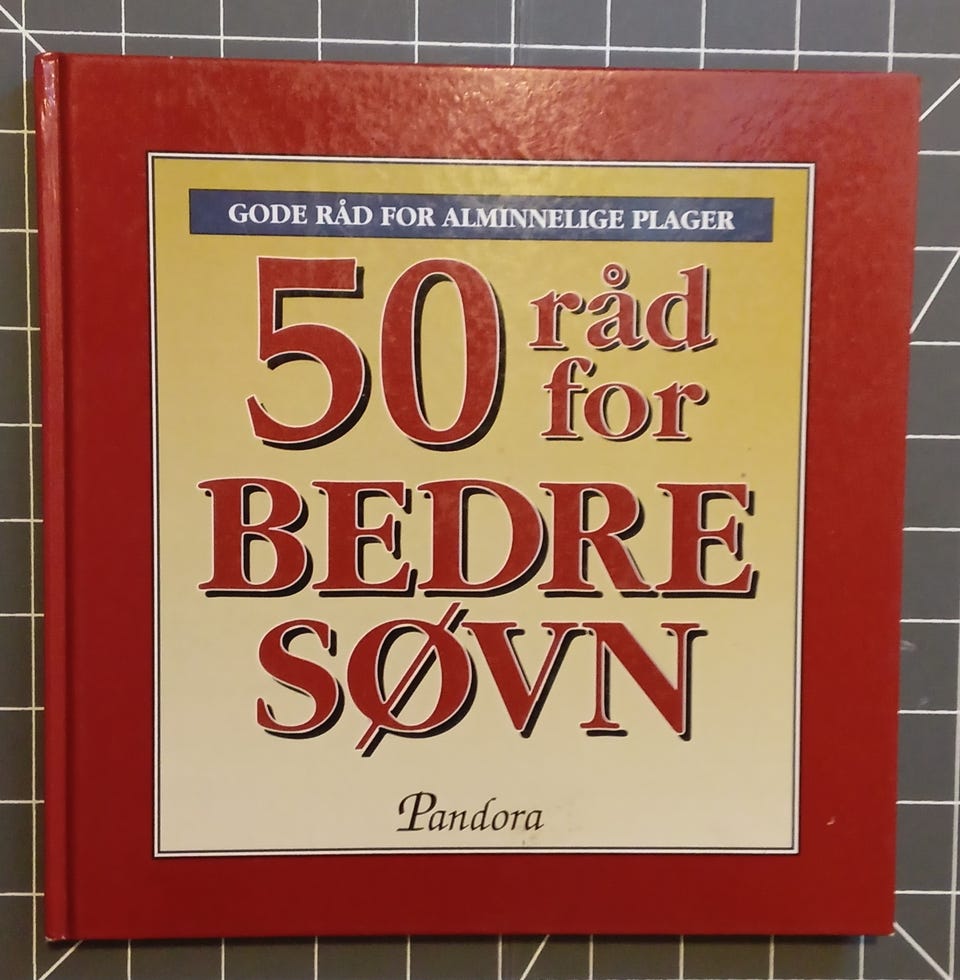 GODE RÅD FOR ALMINNELIGE PLAGER
50 råd
for
BEDRE
SØVN
Pandora